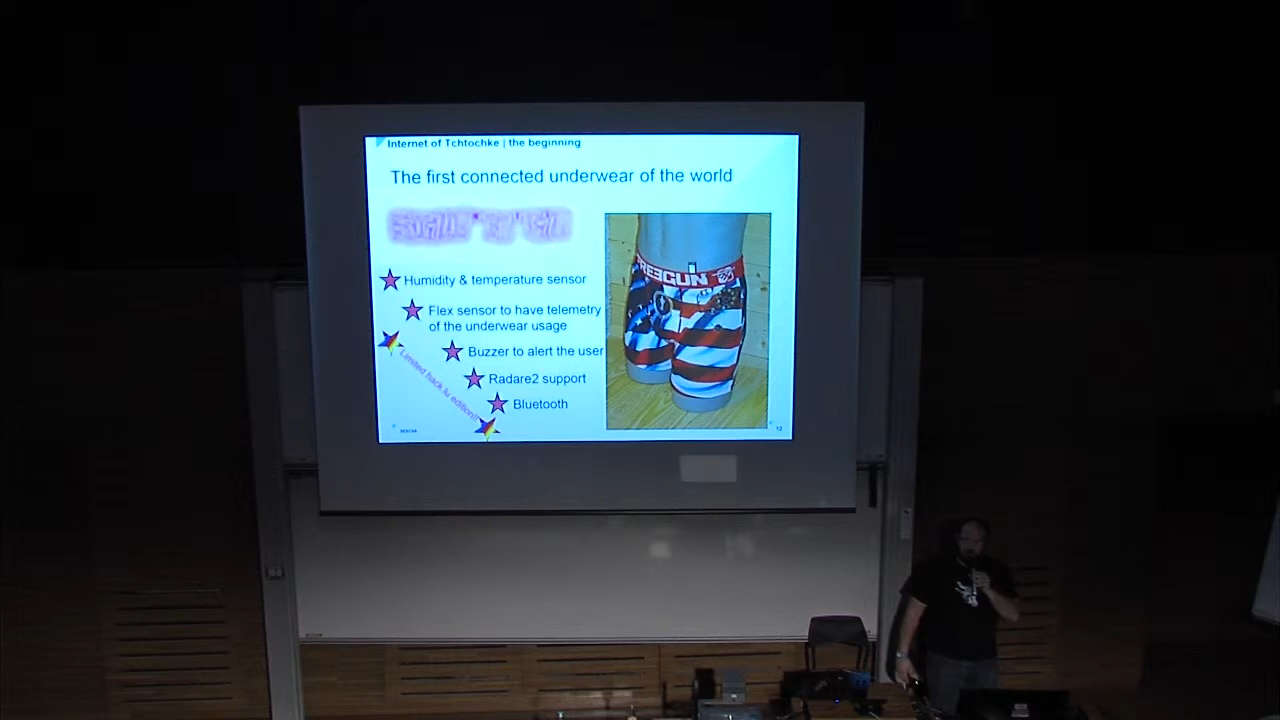 Internet of Tchtochke | the beginning
The first connected underwear of the world
Humidity & temperature sensor
Flex sensor to have telemetry
of the underwear usage
Buzzer to alert the user
Radare2 support
Bluetooth
Limited hack.lu edition!!
REEGUN
12